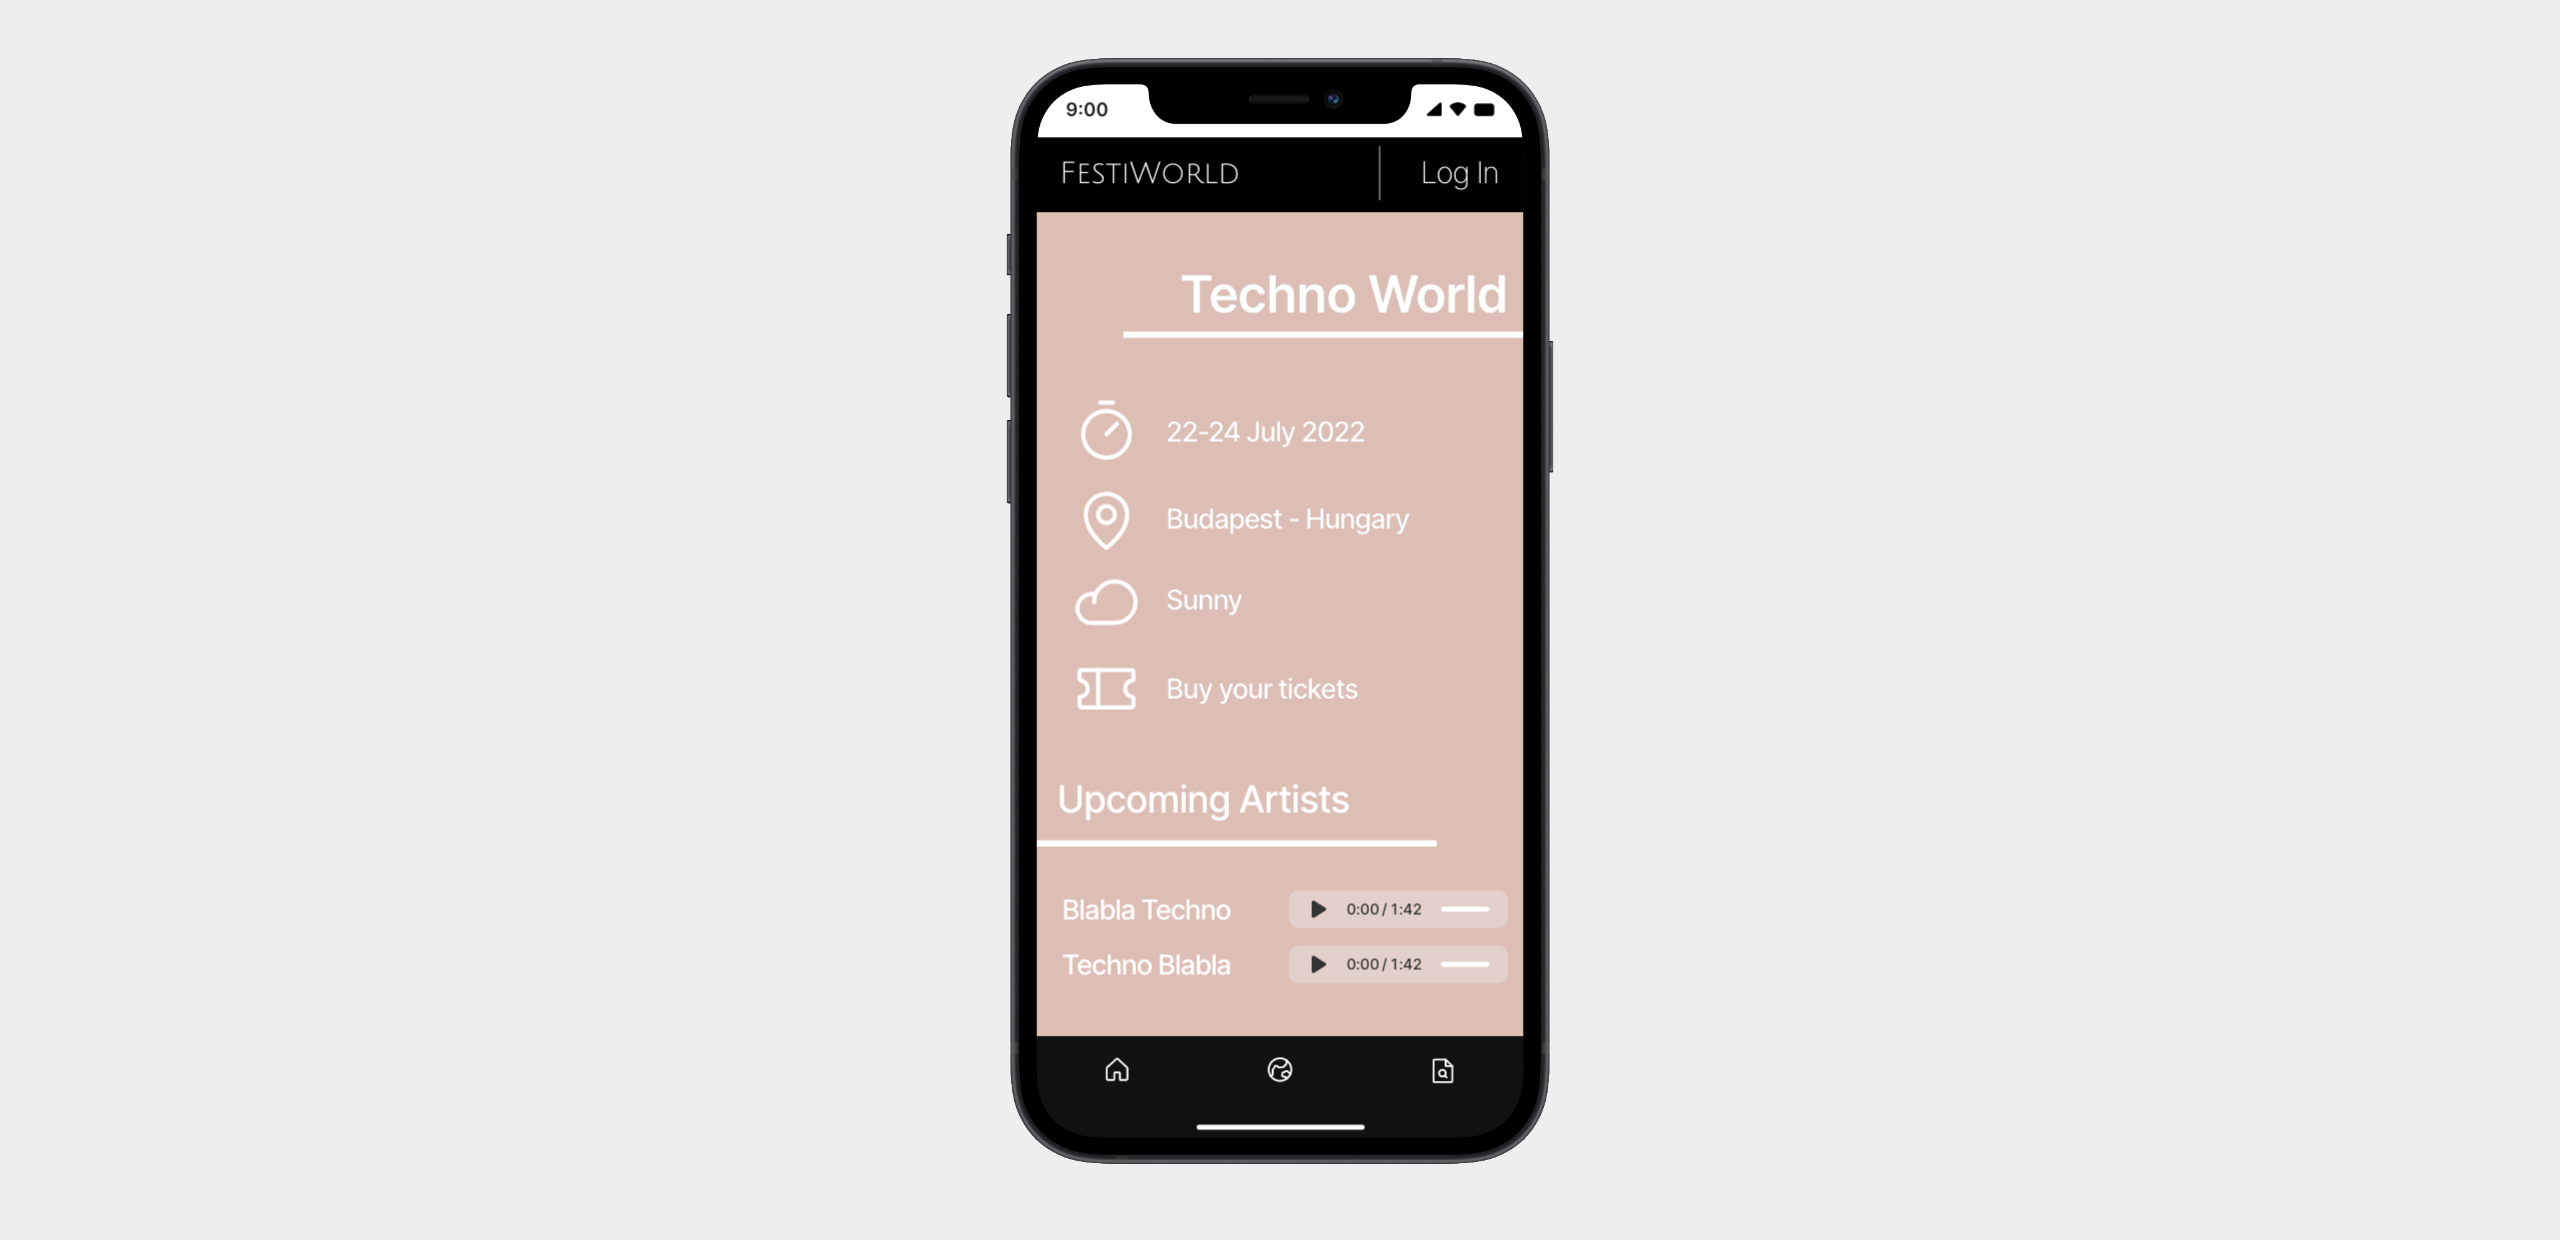 9:00
FESTIWORLD
Log In
Techno World
22-24 July 2022
Budapest - Hungary
Sunny
Buy your tickets
Upcoming Artists
Blabla Techno
0:00 / 1:42
Techno Blabla
0:00 / 1:42